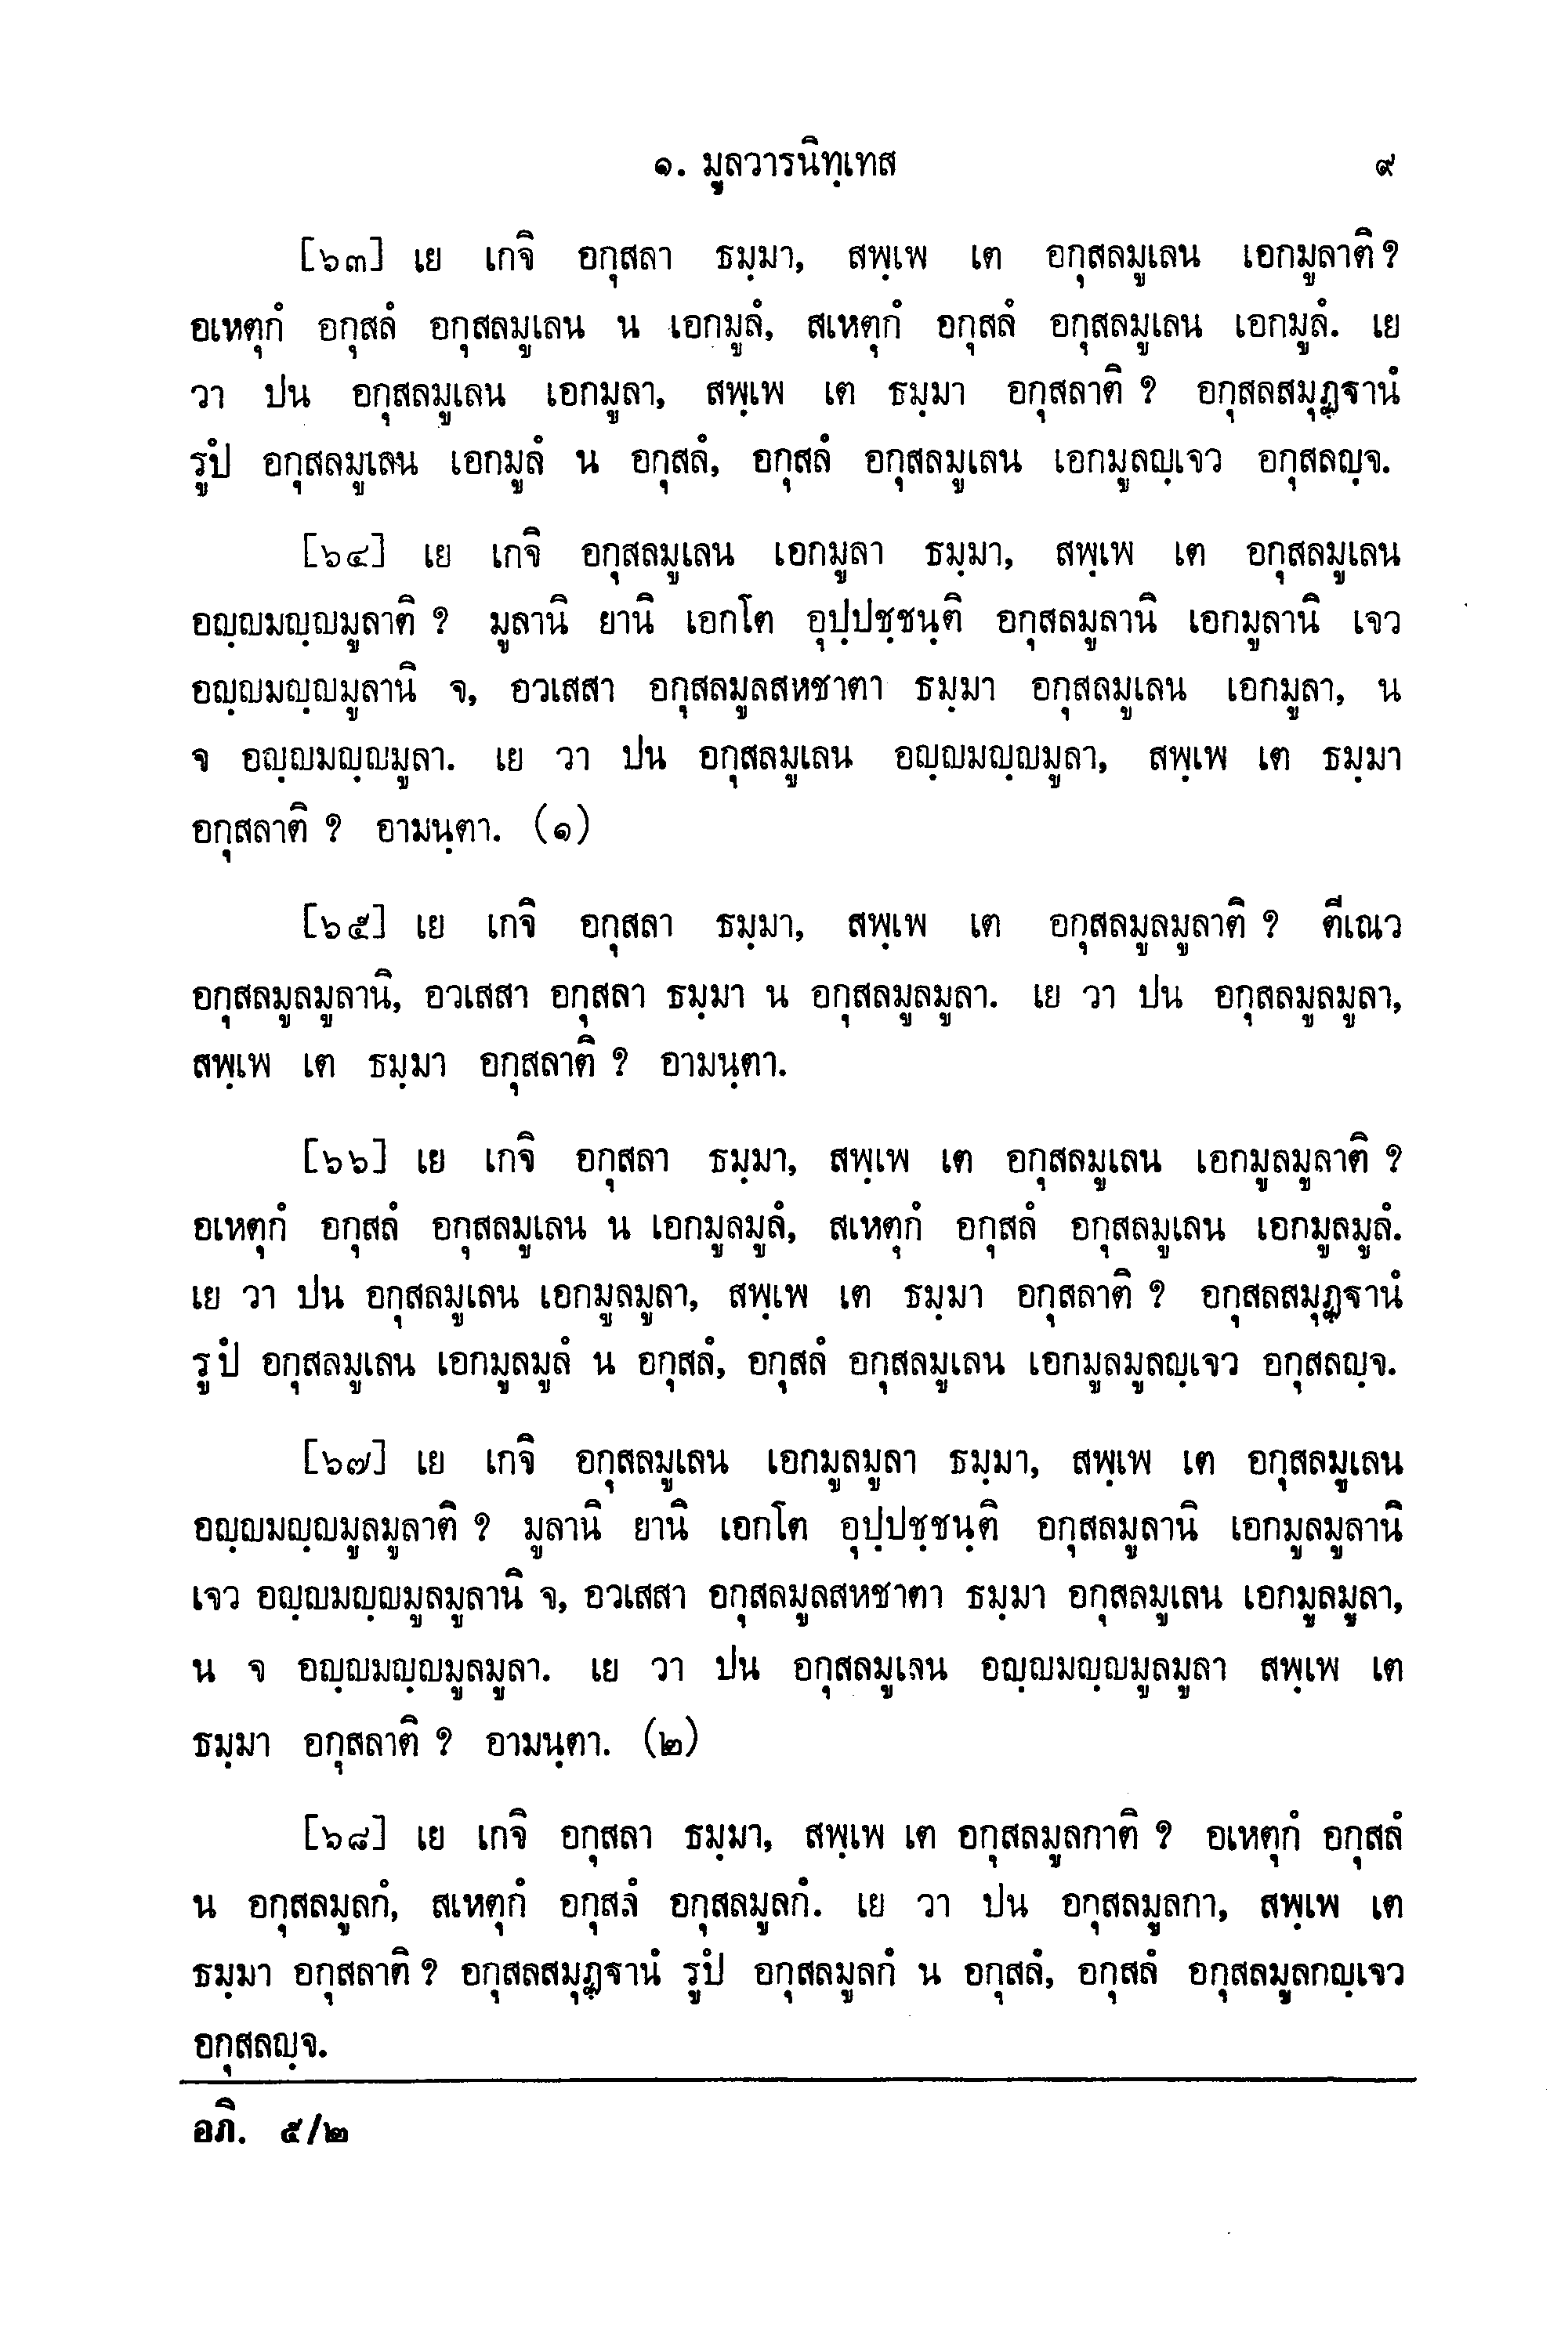 ๑. มูลวารนิทฺเทส ๙
[๖๓] เย เกจิ อกุสลา ธมฺมา, สพฺเพ เต อกุสลมูเลน เอกมูลาติ ?
อเหตุกํ อกุสลํ อกุสลมูเลน น เอกมูลํ, สเหตุกํ อกุสลํ อกุสลมูเลน เอกมูลํ. เย
วา ปน อกุสลมูเลน เอกมูลา, สพฺเพ เต ธมฺมา อกุสลาติ ? อกุสลสมุฏฺฐานํ
รูปํ อกุสลมูเลน เอกมูลํ น อกุสลํ, อกุสลํ อกุสลมูเลน เอกมูลญฺเจว อกุสลญฺจ.
[๖๔] เย เกจิ อกุสลมูเลน เอกมูลา ธมฺมา, สพฺเพ เต อกุสลมูเลน
อญฺญมญฺญมูลาติ ? มูลานิ ยานิ เอกโต อุปฺปชฺชนฺติ อกุสลมูลานิ เอกมูลานิ เจว
อญฺญมญฺญมูลานิ จ, อวเสสา อกุสลมูลสหชาตา ธมฺมา อกุสลมูเลน เอกมูลา, น
จ อญฺญมญฺญมูลา. เย วา ปน อกุสลมูเลน อญฺญมญฺญมูลา, สพฺเพ เต ธมฺมา
อกุสลาติ ? อามนฺตา. (๑)
[๖๕] เย เกจิ อกุสลา ธมฺมา, สพฺเพ เต อกุสลมูลมูลาติ ? ตีเณว
อกุสลมูลมูลานิ, อวเสสา อกุสลา ธมฺมา น อกุสลมูลมูลา. เย วา ปน อกุสลมูลมูลา,
สพฺเพ เต ธมฺมา อกุสลาติ ? อามนฺตา.
[๖๖] เย เกจิ อกุสลา ธมฺมา, สพฺเพ เต อกุสลมูเลน เอกมูลมูลาติ ?
อเหตุกํ อกุสลํ อกุสลมูเลน น เอกมูลมูลํ, สเหตุกํ อกุสลํ อกุสลมูเลน เอกมูลมูลํ.
เย วา ปน อกุสลมูเลน เอกมูลมูลา, สพฺเพ เต ธมฺมา อกุสลาติ ? อกุสลสมุฏฺฐานํ
รูปํ อกุสลมูเลน เอกมูลมูลํ น อกุสลํ, อกุสลํ อกุสลมูเลน เอกมูลมูลญฺเจว อกุสลญฺจ.
[๖๗] เย เกจิ อกุสลมูเลน เอกมูลมูลา ธมฺมา, สพฺเพ เต อกุสลมูเลน
อญฺญมญฺญมูลมูลาติ ? มูลานิ ยานิ เอกโต อุปฺปชฺชนฺติ อกุสลมูลานิ เอกมูลมูลานิ
เจว อญฺญมญฺญมูลมูลานิ จ, อวเสสา อกุสลมูลสหชาตา ธมฺมา อกุสลมูเลน เอกมูลมูลา,
น จ อญฺญมญฺญมูลมูลา. เย วา ปน อกุสลมูเลน อญฺญมญฺญมูลมูลา สพฺเพ เต
ธมฺมา อกุสลาติ ? อามนฺตา. (๒)
[๖๘] เย เกจิ อกุสลา ธมฺมา, สพฺเพ เต อกุสลมูลกาติ ? อเหตุกํ อกุสลํ
น อกุสลมูลกํ, สเหตุกํ อกุสลํ อกุสลมูลกํ. เย วา ปน อกุสลมูลกา, สพฺเพ เต
ธมฺมา อกุสลาติ ? อกุสลสมุฏฺฐานํ รูปํ อกุสลมูลกํ น อกุสลํ, อกุสลํ อกุสลมูลกญฺเจว
อกุสลญฺจ.
อภิ. ๕/๒